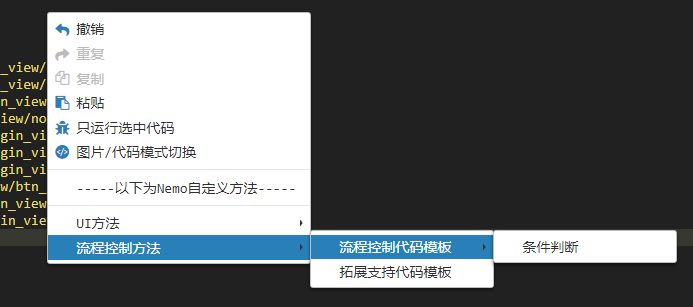 撤销
_view/
重复
_view/
复制
n_view
粘贴
iew/no
只运行选中代码
gin_vi
图片/代码模式切换
gin_vi
gin_vi
-----以下为Nemo自定义方法-----
w/btn_
n_view
UI方法
in_vie
流程控制方法
流程控制代码模板
条件判断
拓展支持代码模板